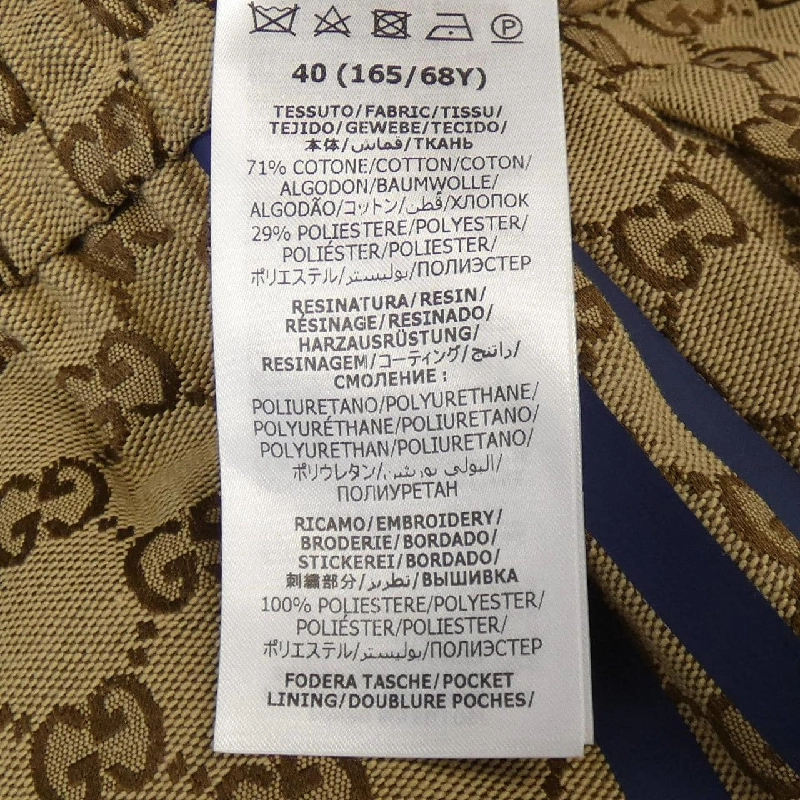 P
40 (165/68Y)
TESSUTO/FABRIC/TISSU/
TEJIDO/GEWEBE/TECIDO/
本体/قماش/ТКАНЬ
71% COTONE/COTTON/COTON/
ALGODON/BAUMWOLLE/
ALGODÃO/コットン/قطن/ХЛОПОК
29% POLIESTERE/POLYESTER/
POLIÉSTER/POLYESTER/
ポリエステル/بوليستر/ПОЛИЭСТЕР
RESINATURA/RESIN/
RÉSINAGE/RESINADO/
HARZAUSRÜSTUNG/
RESINAGEM/コーティング/راتنج/
СМОЛЕНИЕ:
POLIURETANO/POLYURETHANE/
POLYURÉTHANE/POLIURETANO/
POLYURETHAN/POLIURETANO/
ポリウレタン/البولي يوريثين/
ПОЛИУРЕТАН
RICAMO/EMBROIDERY/
BRODERIE/BORDADO/
STICKEREI/BORDADO/
刺繍部分/تطريز/ВЫШИВКА
100% POLIESTERE/POLYESTER/
POLIÉSTER/POLYESTER/
ポリエステル/بوليستر/ПОЛИЭСТЕР
FODERA TASCHE/POCKET
LINING/DOUBLURE POCHES/